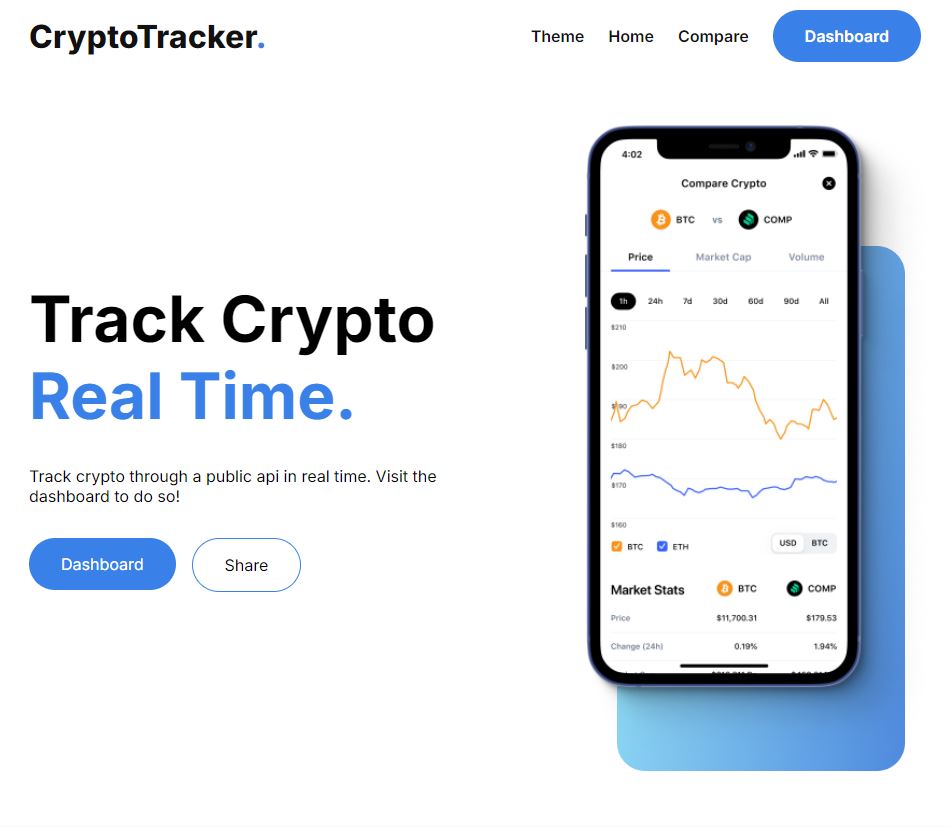 CryptoTracker.
Theme Home Compare Dashboard
Track Crypto
Real Time.
Track crypto through a public api in real time. Visit the
dashboard to do so!
Dashboard Share
4:02
Compare Crypto
BTC vs COMP
Price Market Cap Volume
1h 24h 7d 30d 60d 90d All
$210
$200
$190
$180
$170
$160
BTC ETH USD BTC
Market Stats BTC COMP
Price $11,700.31 $179.53
Change (24h) 0.19% 1.94%